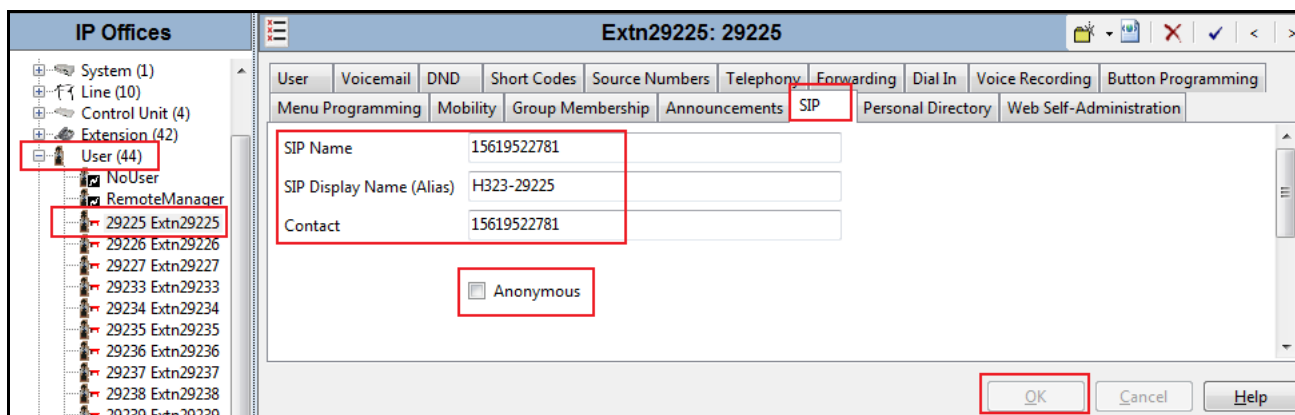 IP Offices
Extn29225: 29225
System (1)
Line (10)
Control Unit (4)
Extension (42)
User (44)
NoUser
RemoteManager
29225 Extn29225
29226 Extn29226
29227 Extn29227
29233 Extn29233
29234 Extn29234
29235 Extn29235
29236 Extn29236
29237 Extn29237
29238 Extn29238
29239 Extn29239
User Voicemail DND Short Codes Source Numbers Telephony Forwarding Dial In Voice Recording Button Programming
Menu Programming Mobility Group Membership Announcements SIP Personal Directory Web Self-Administration
SIP Name 15619522781
SIP Display Name (Alias) H323-29225
Contact 15619522781
Anonymous
OK Cancel Help